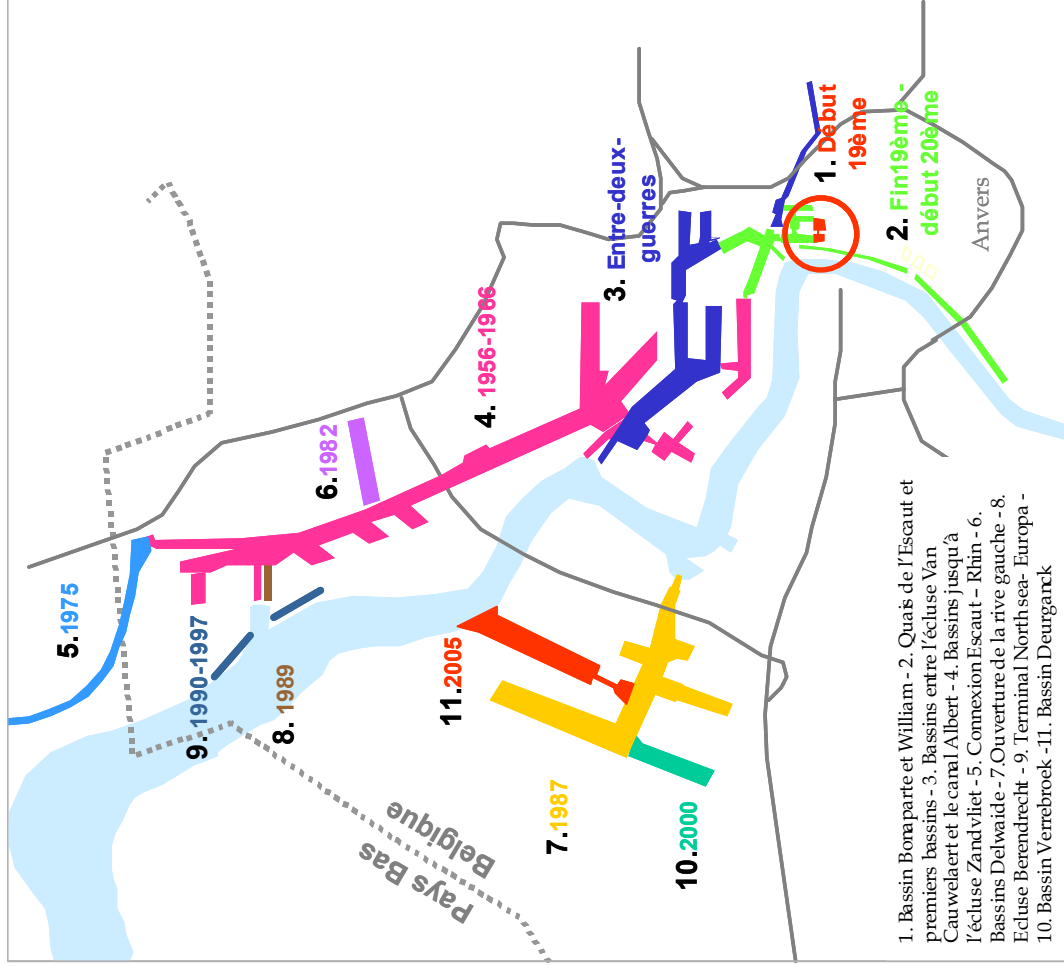 5.1975
6.1982
4. 1956-1966
3. Entre-deux-
guerres
1. Début
19ème
2. Fin19ème -
début 20ème
Anvers
9.1990-1997
8. 1989
11.2005
7.1987
10.2000
Pays Bas
Belgique
1. Bassin Bonaparte et William - 2. Quais de l'Escaut et
premiers bassins - 3. Bassins entre l'écluse Van
Cauwelaert et le canal Albert - 4. Bassins jusqu'à
l'écluse Zandvliet - 5. Connexion Escaut – Rhin - 6.
Bassins Delwaide - 7.Ouverture de la rive gauche - 8.
Ecluse Berendrecht - 9. Terminal Northsea- Europa -
10. Bassin Verrebroek -11. Bassin Deurganck